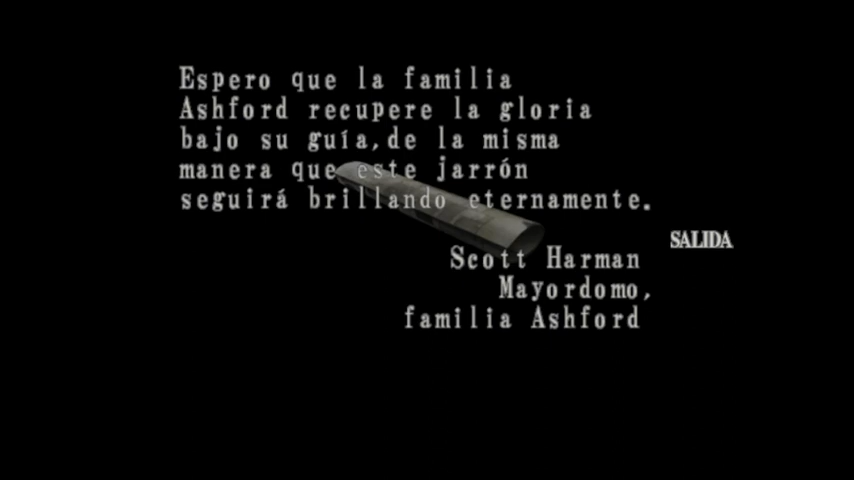 Espero que la familia
Ashford recupere la gloria
bajo su guía,de la misma
manera que este jarrón
seguirá brillando eternamente.
SALIDA
Scott Harman
Mayordomo,
familia Ashford